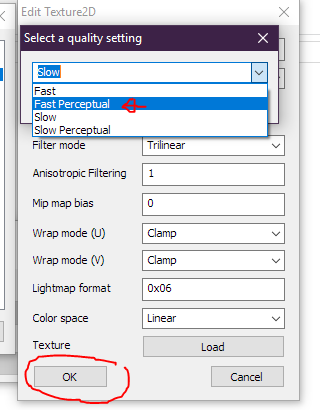 Edit Texture2D
Select a quality setting
Slow
Fast
Fast Perceptual
Slow
Slow Perceptual
Filter mode Trilinear
Anisotropic Filtering 1
Mip map bias 0
Wrap mode (U) Clamp
Wrap mode (V) Clamp
Lightmap format 0x06
Color space Linear
Texture Load
OK Cancel